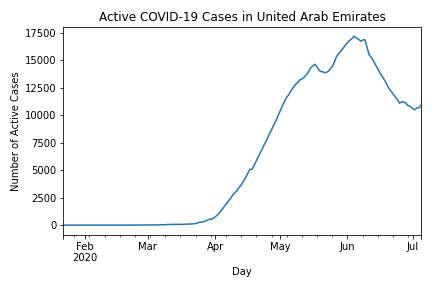 Active COVID-19 Cases in United Arab Emirates
Number of Active Cases
17500
15000
12500
10000
7500
5000
2500
0
Feb Mar Apr May Jun Jul
2020
Day